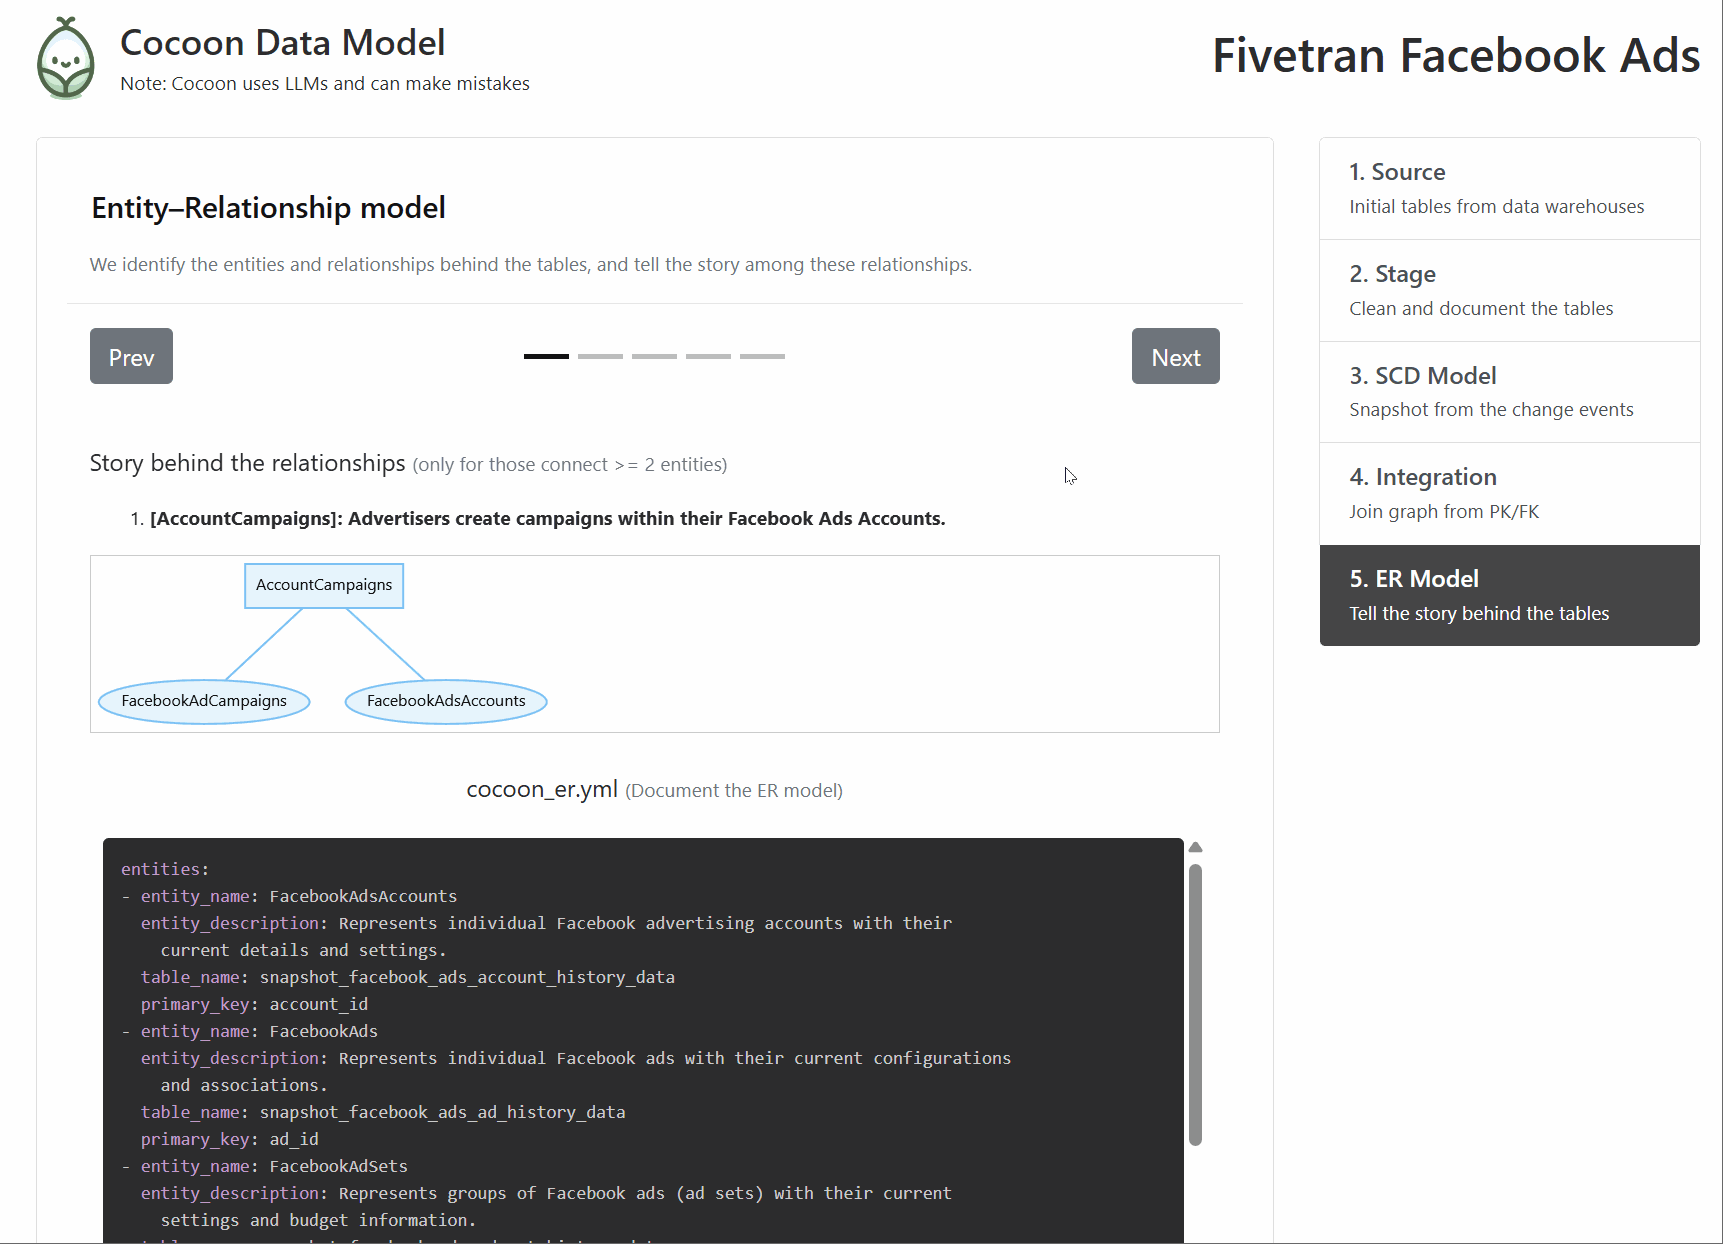 Cocoon Data Model
Note: Cocoon uses LLMs and can make mistakes
Fivetran Facebook Ads
Entity–Relationship model
We identify the entities and relationships behind the tables, and tell the story among these relationships.
Prev
Next
Story behind the relationships (only for those connect >= 2 entities)
1. [AccountCampaigns]: Advertisers create campaigns within their Facebook Ads Accounts.
AccountCampaigns
FacebookAdCampaigns
FacebookAdsAccounts
cocoon_er.yml (Document the ER model)
entities:
- entity_name: FacebookAdsAccounts
entity_description: Represents individual Facebook advertising accounts with their
current details and settings.
table_name: snapshot_facebook_ads_account_history_data
primary_key: account_id
- entity_name: FacebookAds
entity_description: Represents individual Facebook ads with their current configurations
and associations.
table_name: snapshot_facebook_ads_ad_history_data
primary_key: ad_id
- entity_name: FacebookAdSets
entity_description: Represents groups of Facebook ads (ad sets) with their current
settings and budget information.
1. Source
Initial tables from data warehouses
2. Stage
Clean and document the tables
3. SCD Model
Snapshot from the change events
4. Integration
Join graph from PK/FK
5. ER Model
Tell the story behind the tables